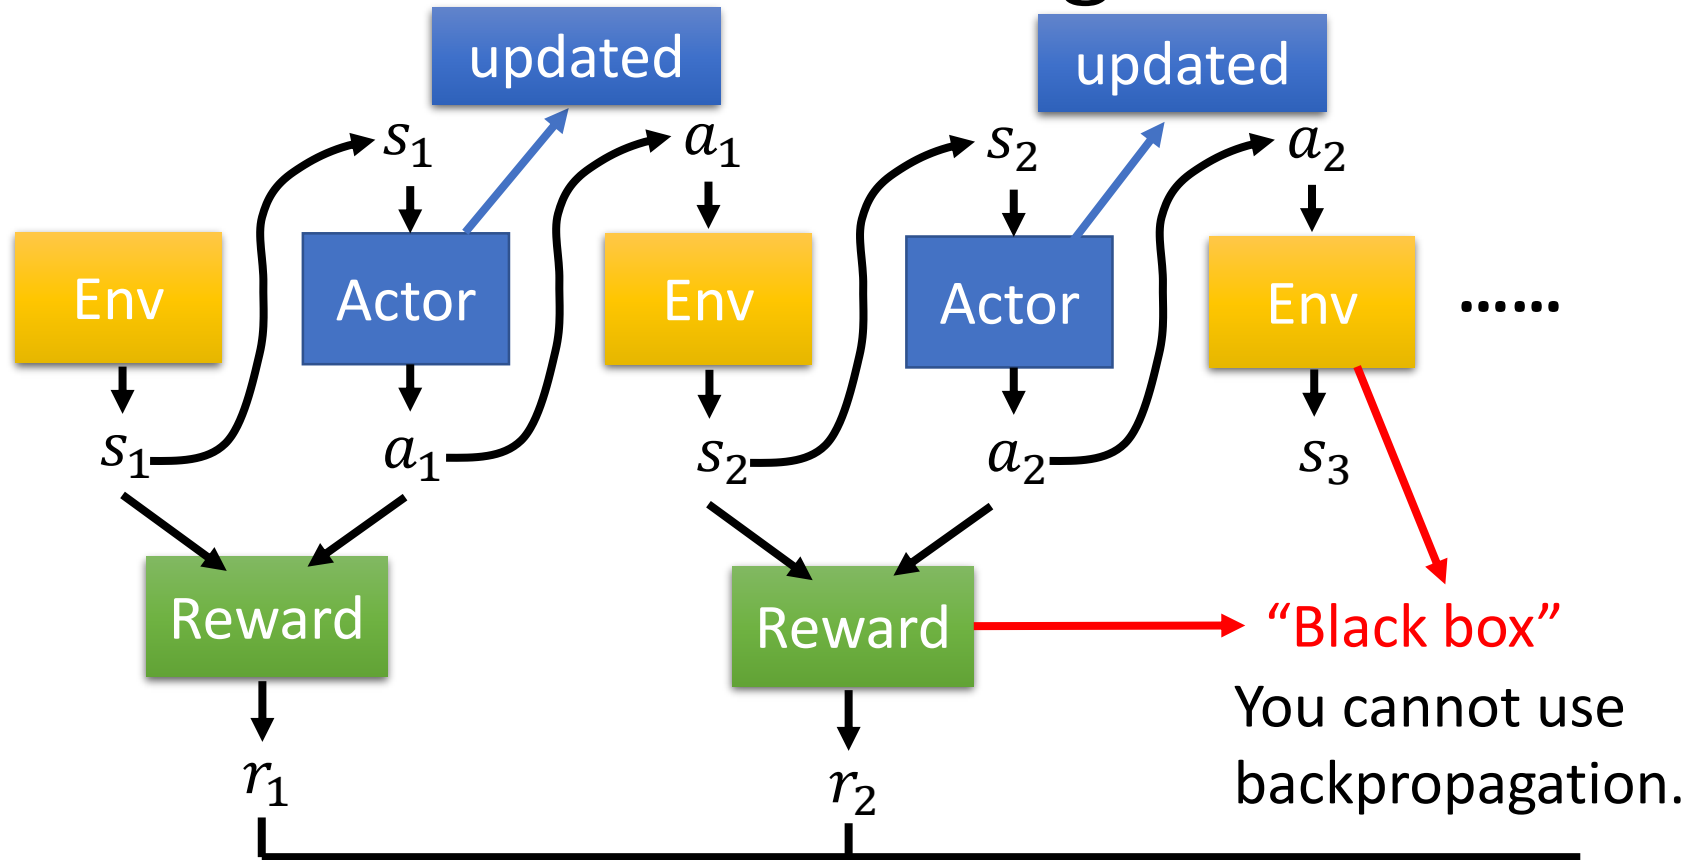 updated
updated
s₁
a₁
s₂
a₂
Env
Actor
Env
Actor
Env
……
s₁
a₁
s₂
a₂
s₃
Reward
Reward
“Black box”
You cannot use
backpropagation.
r₁
r₂